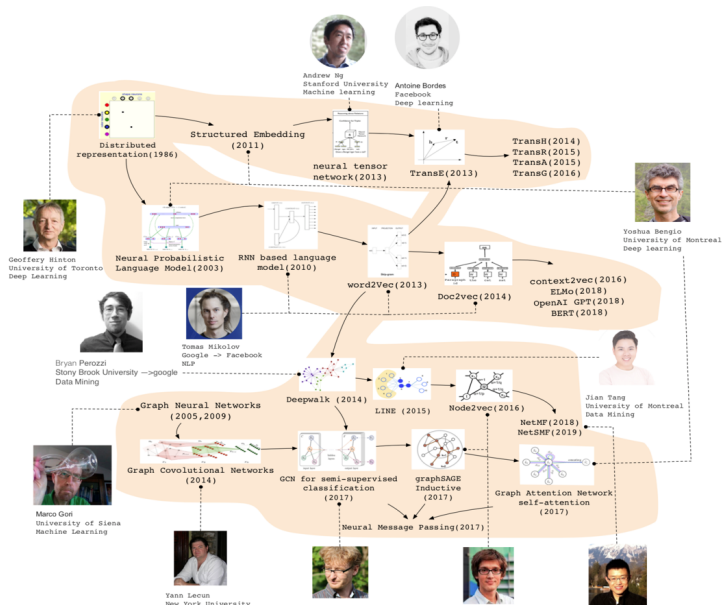 Andrew Ng
Stanford University
Machine learning
Antoine Bordes
Facebook
Deep learning
Distributed
representation(1986)
Structured Embedding
(2011)
neural tensor
network(2013)
TransE(2013)
TransH(2014)
TransR(2015)
TransA(2015)
TransG(2016)
Geoffery Hinton
University of Toronto
Deep Learning
Yoshua Bengio
University of Montreal
Deep learning
Neural Probabilistic
Language Model(2003)
RNN based language
model(2010)
word2Vec(2013)
Doc2vec(2014)
context2vec(2016)
ELMo(2018)
OpenAI GPT(2018)
BERT(2018)
Bryan Perozzi
Stony Brook University —>google
Data Mining
Tomas Mikolov
Google -> Facebook
NLP
Jian Tang
University of Montreal
Data Mining
Deepwalk (2014)
LINE (2015)
Node2vec(2016)
NetMF(2018)
NetSMF(2019)
Graph Neural Networks
(2005,2009)
Graph Covolutional Networks
(2014)
GCN for semi-supervised
classification
(2017)
graphSAGE
Inductive
(2017)
Graph Attention Network
self-attention
(2017)
Neural Message Passing(2017)
Marco Gori
University of Siena
Machine Learning
Yann Lecun
New York University